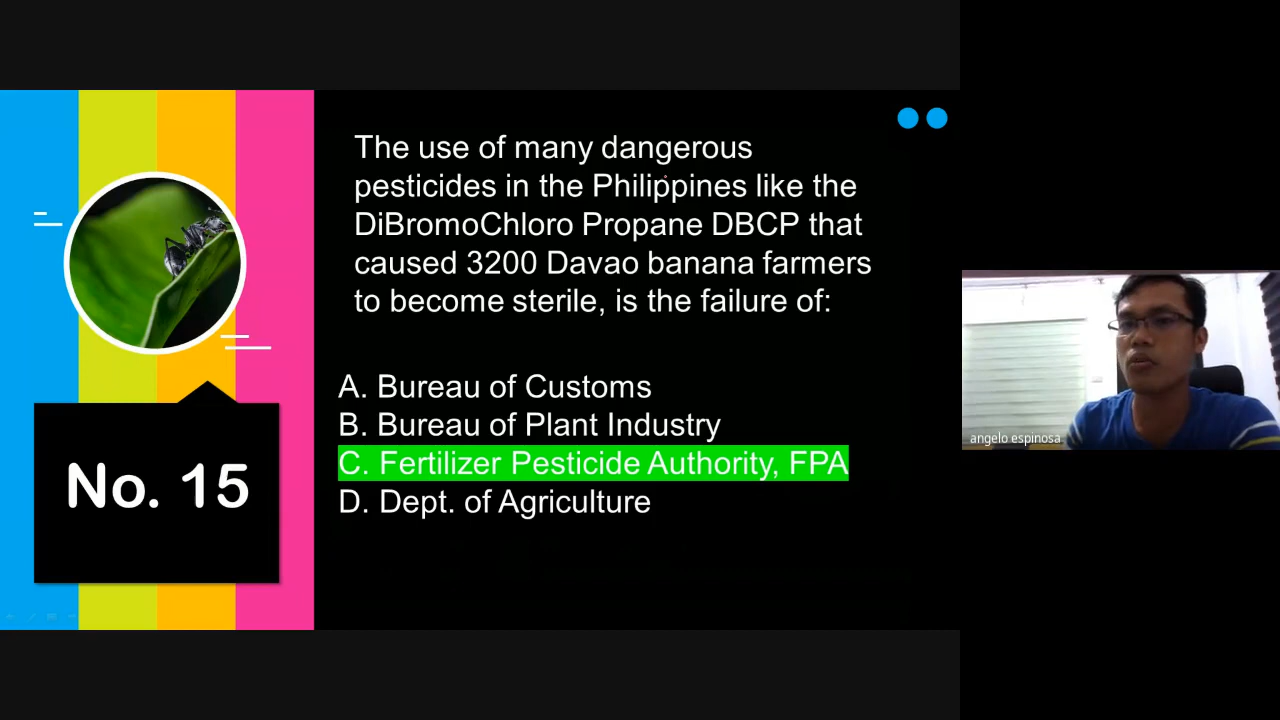 The use of many dangerous
pesticides in the Philippines like the
DiBromoChloro Propane DBCP that
caused 3200 Davao banana farmers
to become sterile, is the failure of:
A. Bureau of Customs
B. Bureau of Plant Industry
C. Fertilizer Pesticide Authority, FPA
D. Dept. of Agriculture
No. 15
angelo espinosa